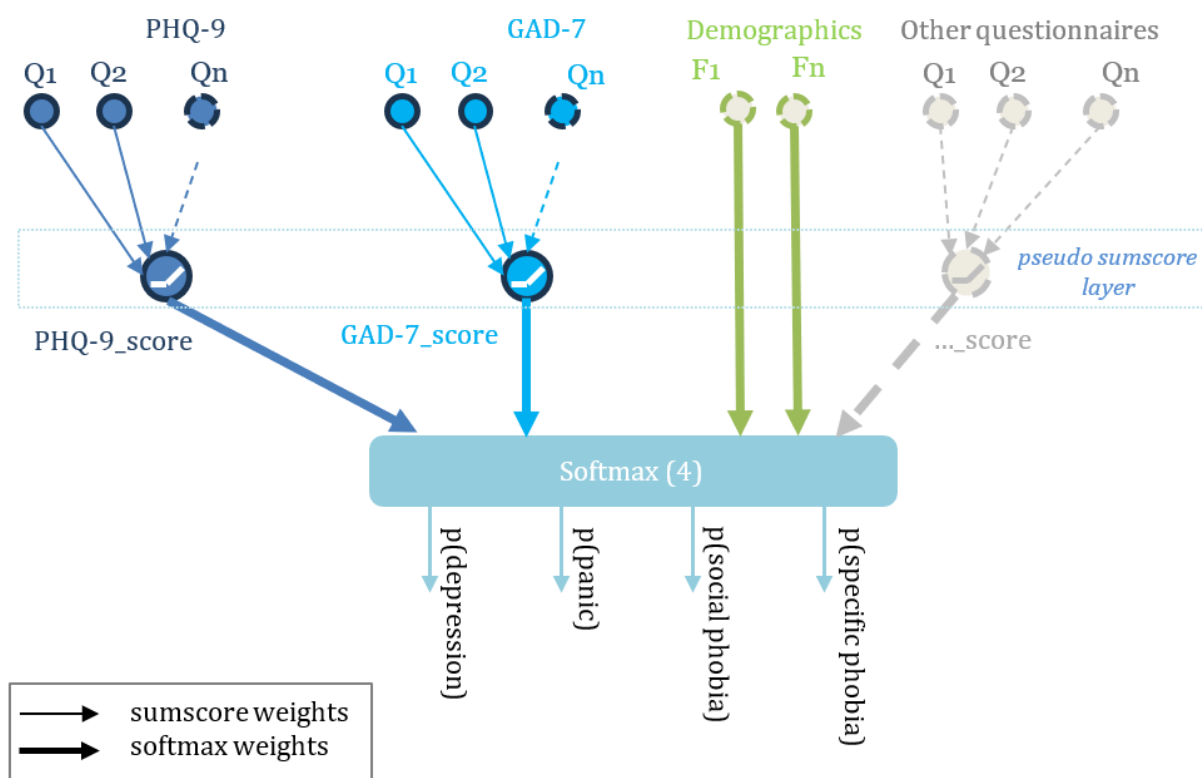 PHQ-9
GAD-7
Demographics
Other questionnaires
Q1
Q2
Qn
Q1
Q2
Qn
F1
Fn
Q1
Q2
Qn
pseudo sumscore
layer
PHQ-9_score
GAD-7_score
..._score
Softmax (4)
p(depression)
p(panic)
p(social phobia)
p(specific phobia)
sumscore weights
softmax weights